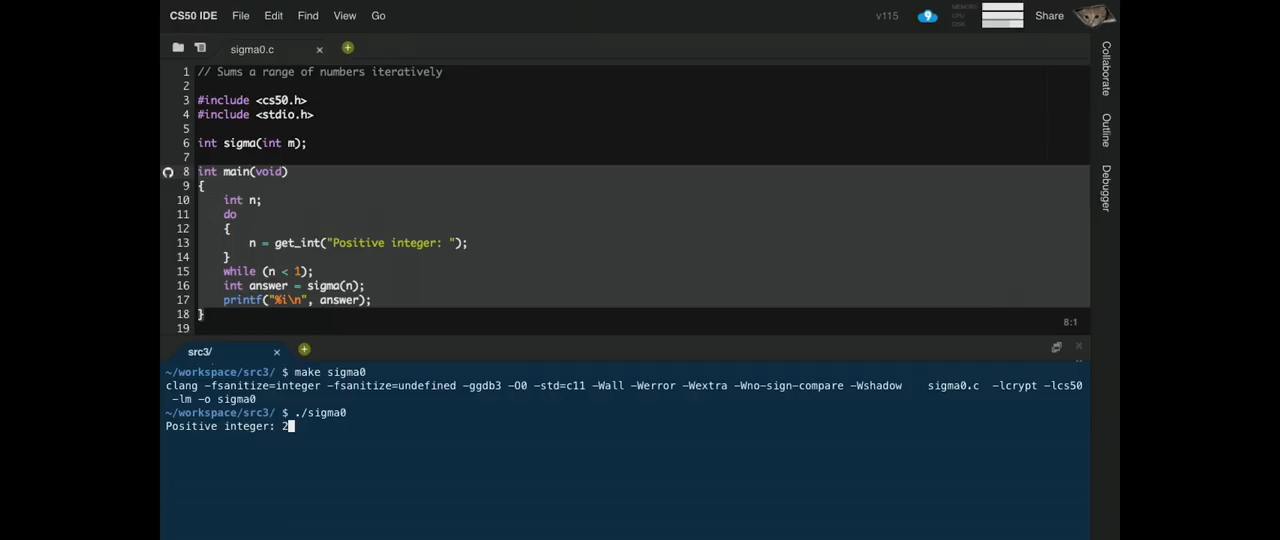 CS50 IDE File Edit Find View Go v115 9 MEMORY CPU DISK Share
sigma0.c
1 // Sums a range of numbers iteratively
2
3 #include <cs50.h>
4 #include <stdio.h>
5
6 int sigma(int m);
7
8 int main(void)
9 {
10 int n;
11 do
12 {
13 n = get_int("Positive integer: ");
14 }
15 while (n < 1);
16 int answer = sigma(n);
17 printf("%i\n", answer);
18 }
19
8:1
Collaborate
Outline
Debugger
src3/
~/workspace/src3/ $ make sigma0
clang -fsanitize=integer -fsanitize=undefined -ggdb3 -O0 -std=c11 -Wall -Werror -Wextra -Wno-sign-compare -Wshadow sigma0.c -lcrypt -lcs50
-lm -o sigma0
~/workspace/src3/ $ ./sigma0
Positive integer: 2